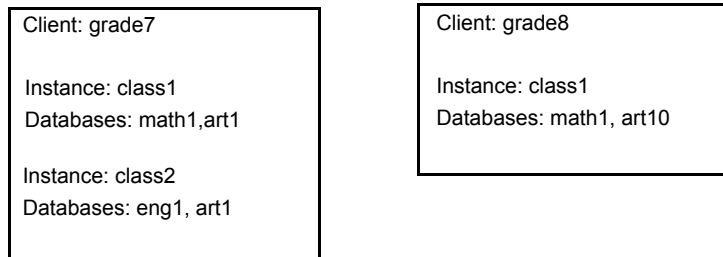 Client: grade7
Instance: class1
Databases: math1,art1
Instance: class2
Databases: eng1, art1
Client: grade8
Instance: class1
Databases: math1, art10